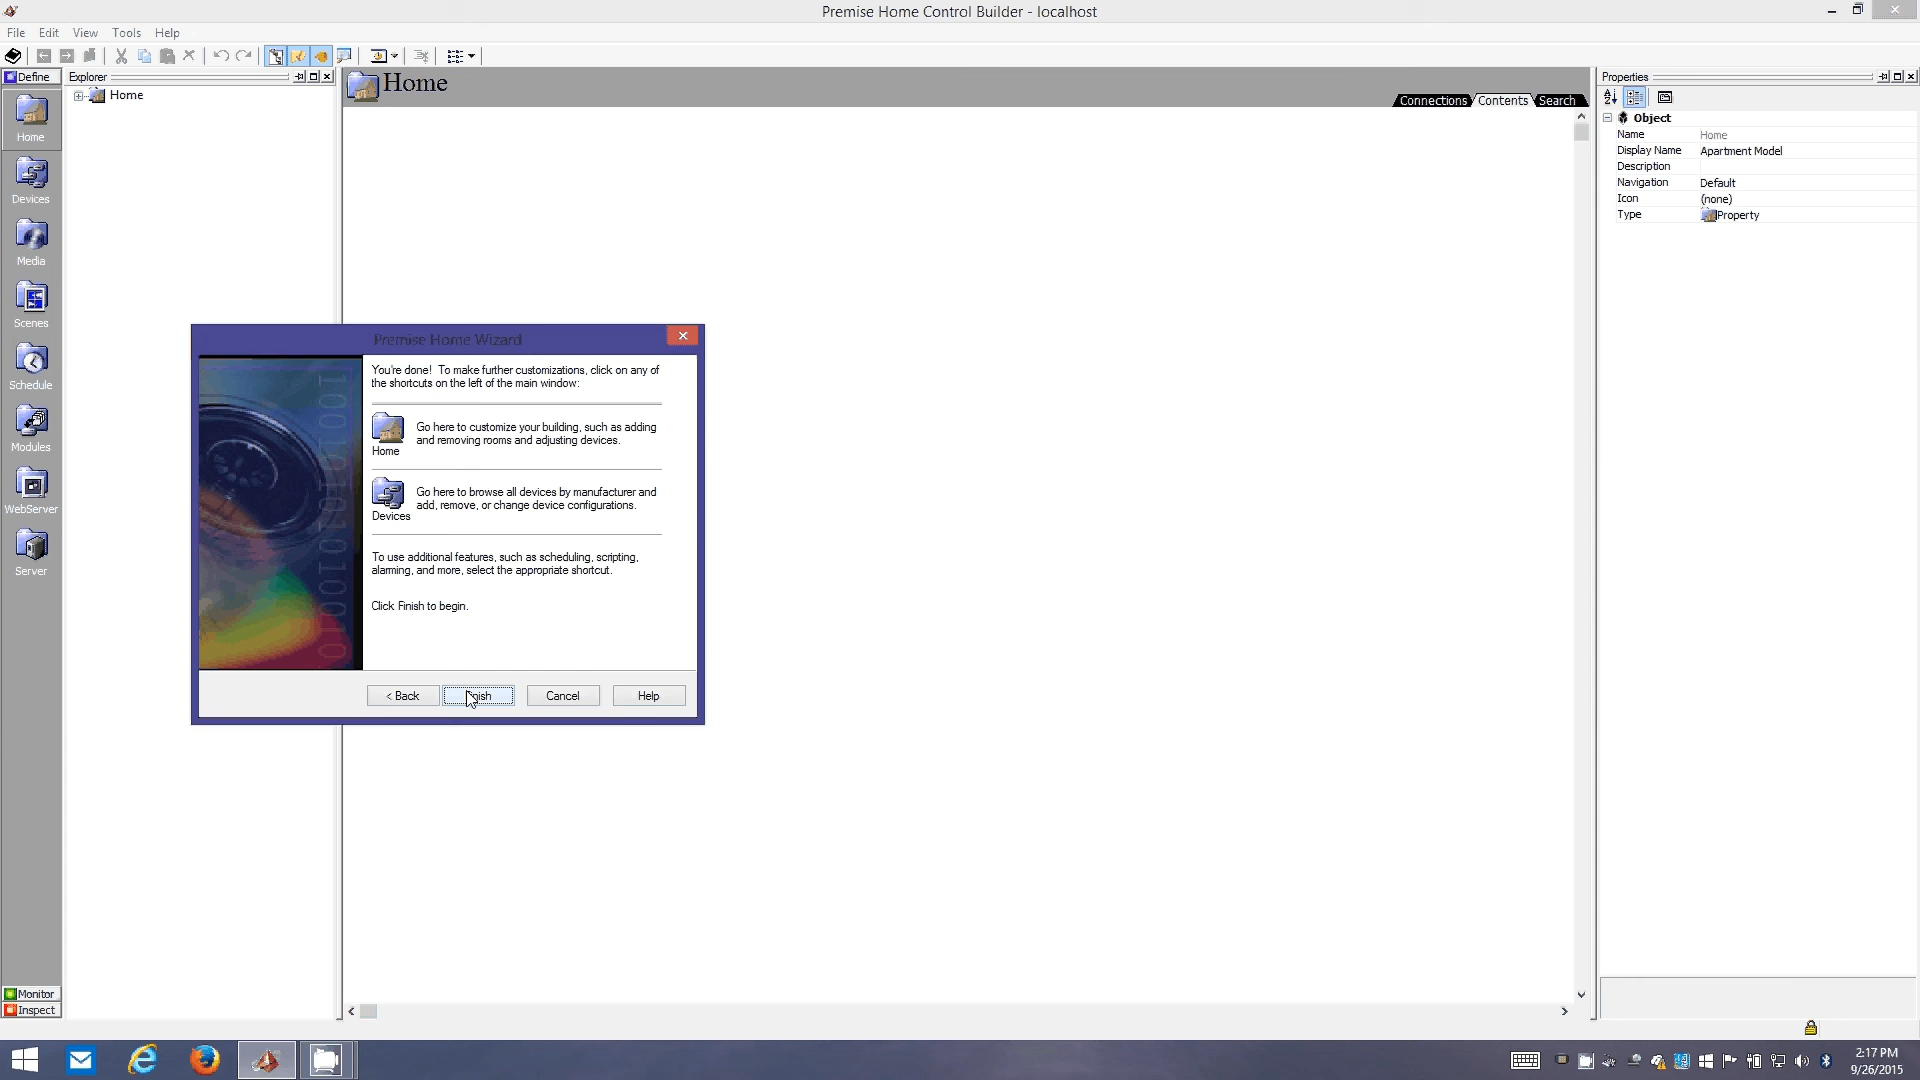 Premise Home Control Builder - localhost
File Edit View Tools Help
Define
Explorer
Home
Home
Devices
Media
Scenes
Schedule
Modules
WebServer
Server
Monitor
Inspect
Home
Connections Contents Search
Premise Home Wizard
You're done! To make further customizations, click on any of
the shortcuts on the left of the main window:
Go here to customize your building, such as adding
and removing rooms and adjusting devices.
Home
Go here to browse all devices by manufacturer and
add, remove, or change device configurations.
Devices
To use additional features, such as scheduling, scripting,
alarming, and more, select the appropriate shortcut.
Click Finish to begin.
< Back Finish Cancel Help
Properties
Object
Name Home
Display Name Apartment Model
Description
Navigation Default
Icon (none)
Type Property
2:17 PM
9/26/2015